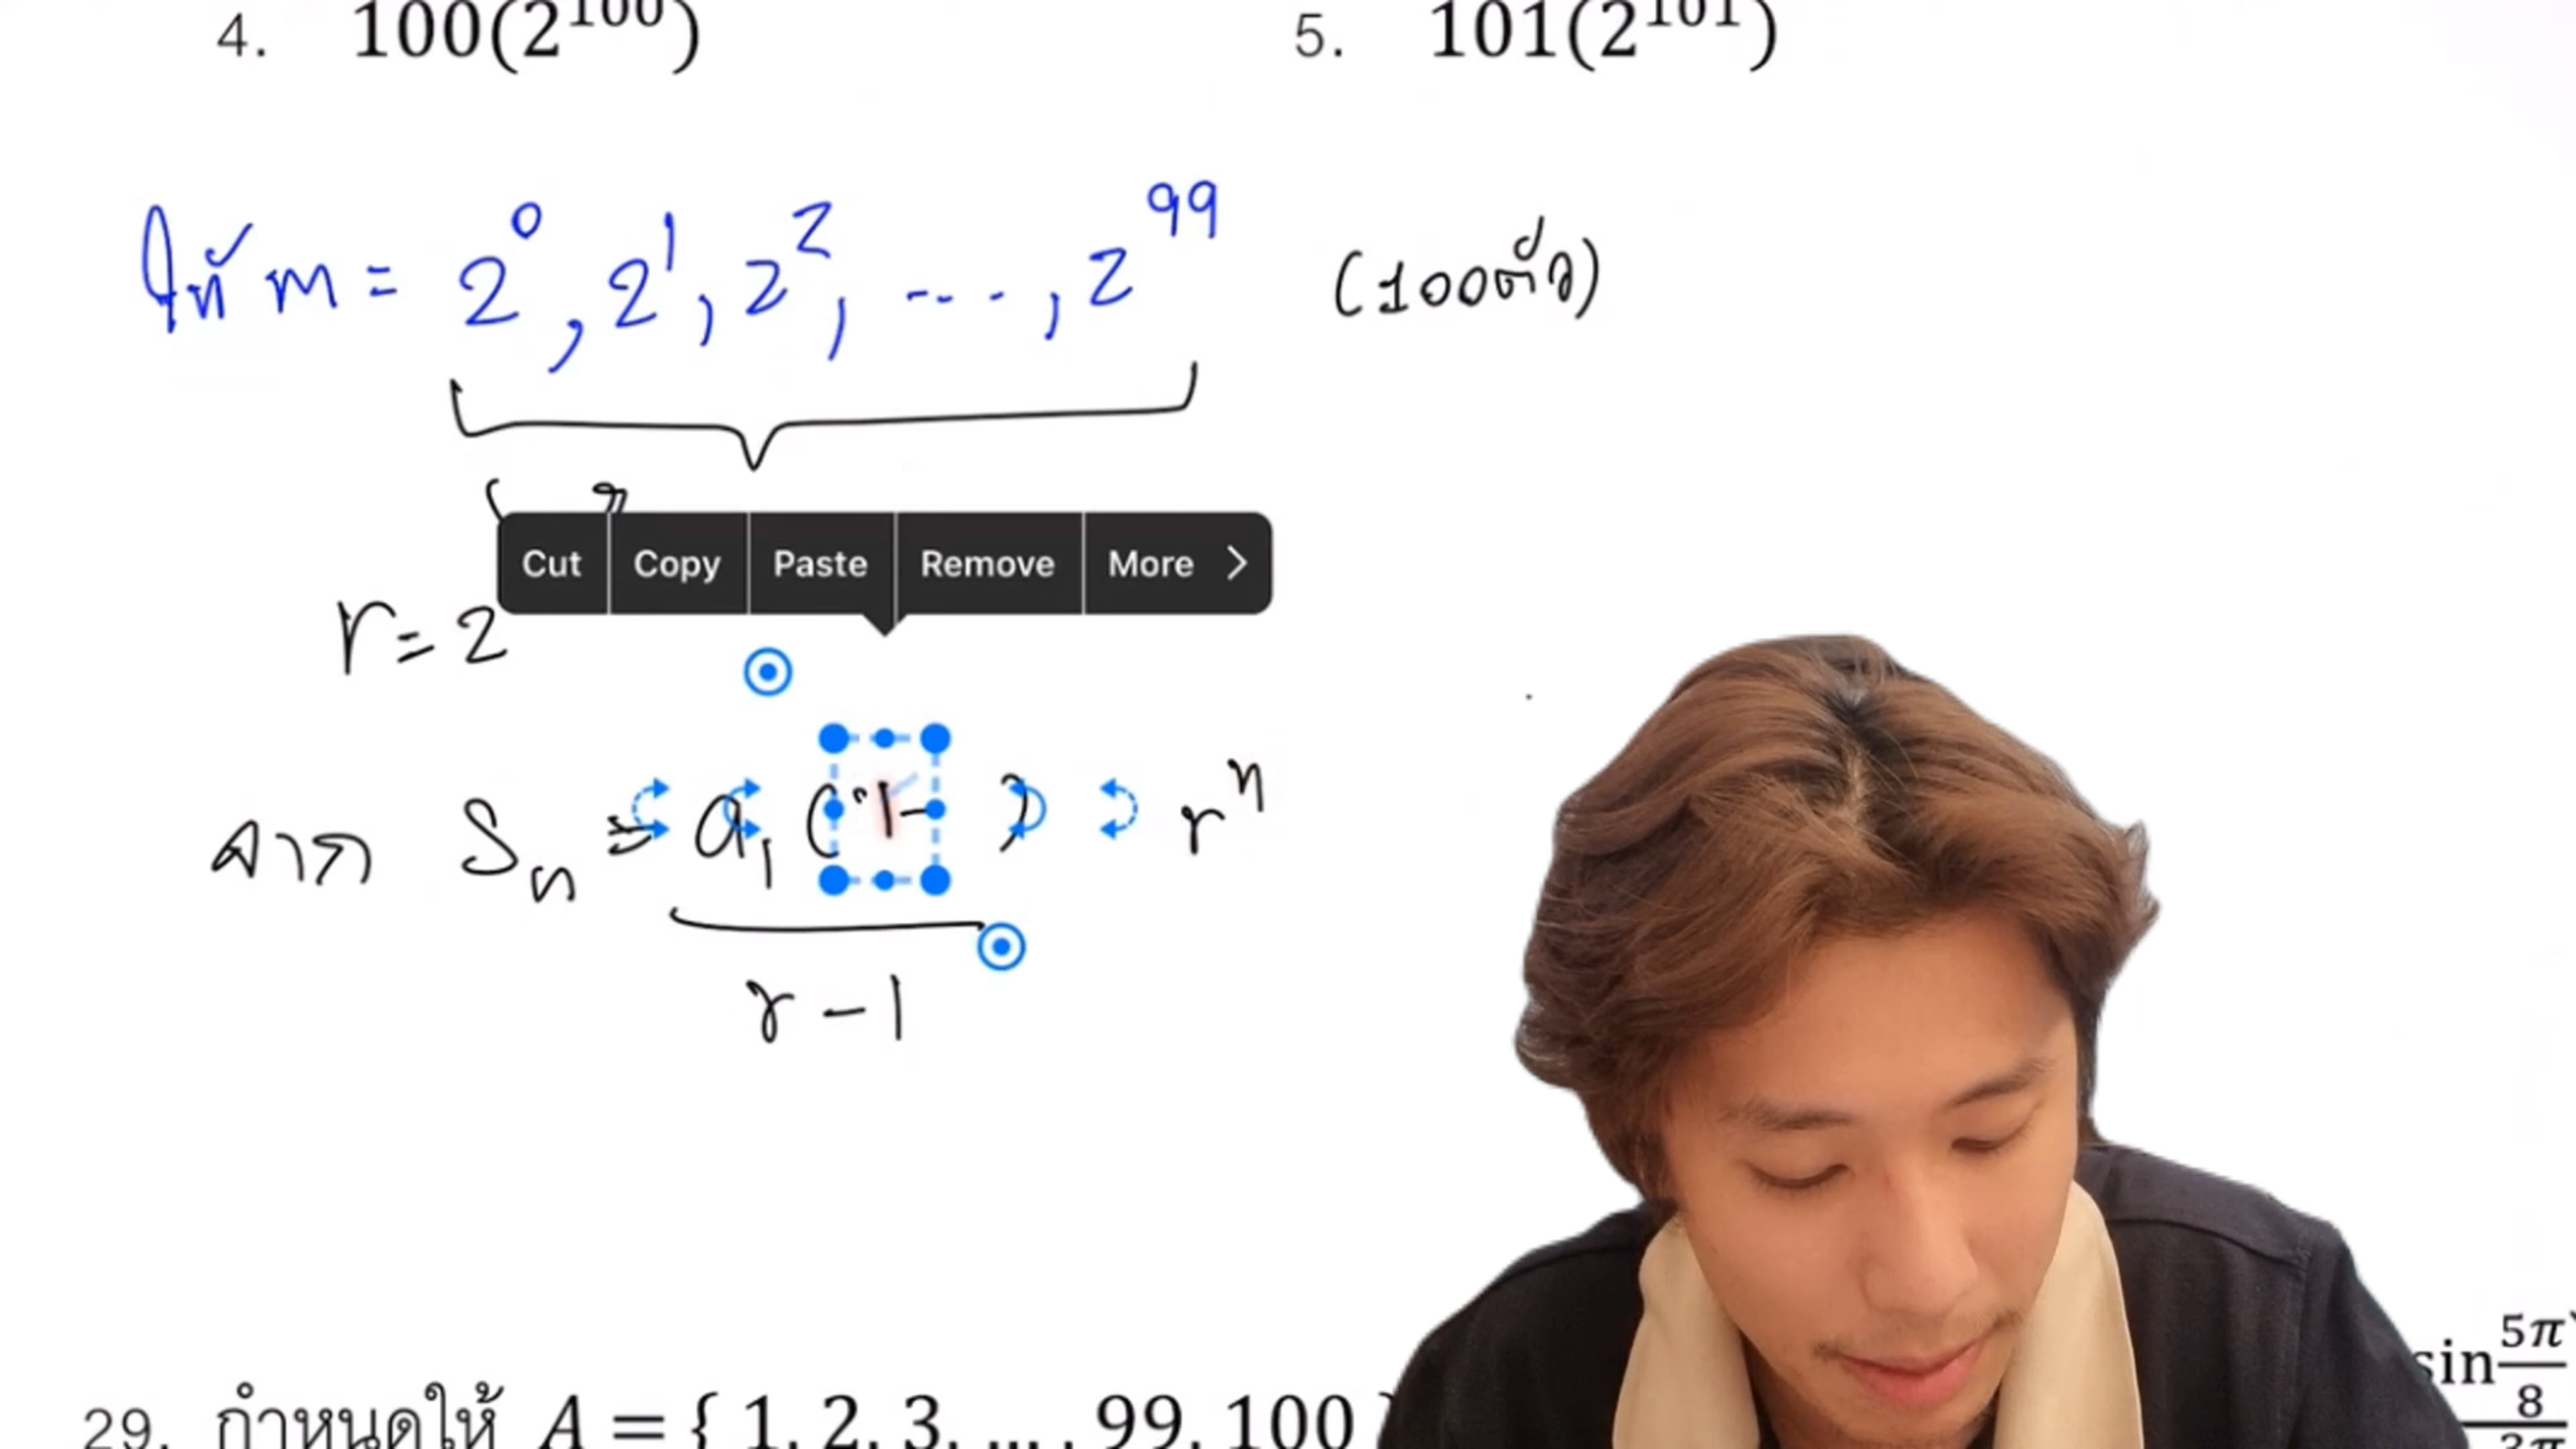 4. 100(2^100)
5. 101(2^101)
ให้ m = 2^0, 2^1, 2^2, ..., 2^99 (100ตัว)
Cut Copy Paste Remove More >
r = 2
จาก S_n = a_1 ( 1 - ) r^n
r - 1
29. กำหนดให้ A = { 1, 2, 3, ... , 99, 100
sin 5π
8